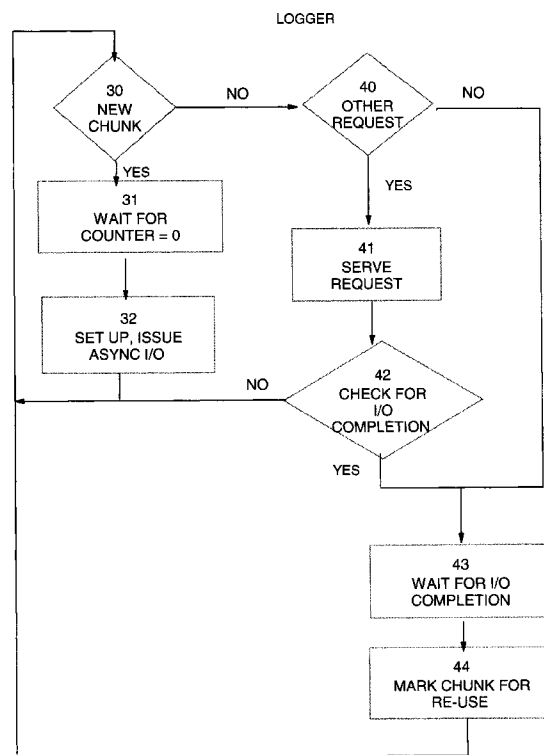 LOGGER
30
NEW
CHUNK
NO
40
OTHER
REQUEST
NO
YES
31
WAIT FOR
COUNTER = 0
YES
41
SERVE
REQUEST
32
SET UP, ISSUE
ASYNC I/O
NO
42
CHECK FOR
I/O
COMPLETION
YES
43
WAIT FOR I/O
COMPLETION
44
MARK CHUNK FOR
RE-USE